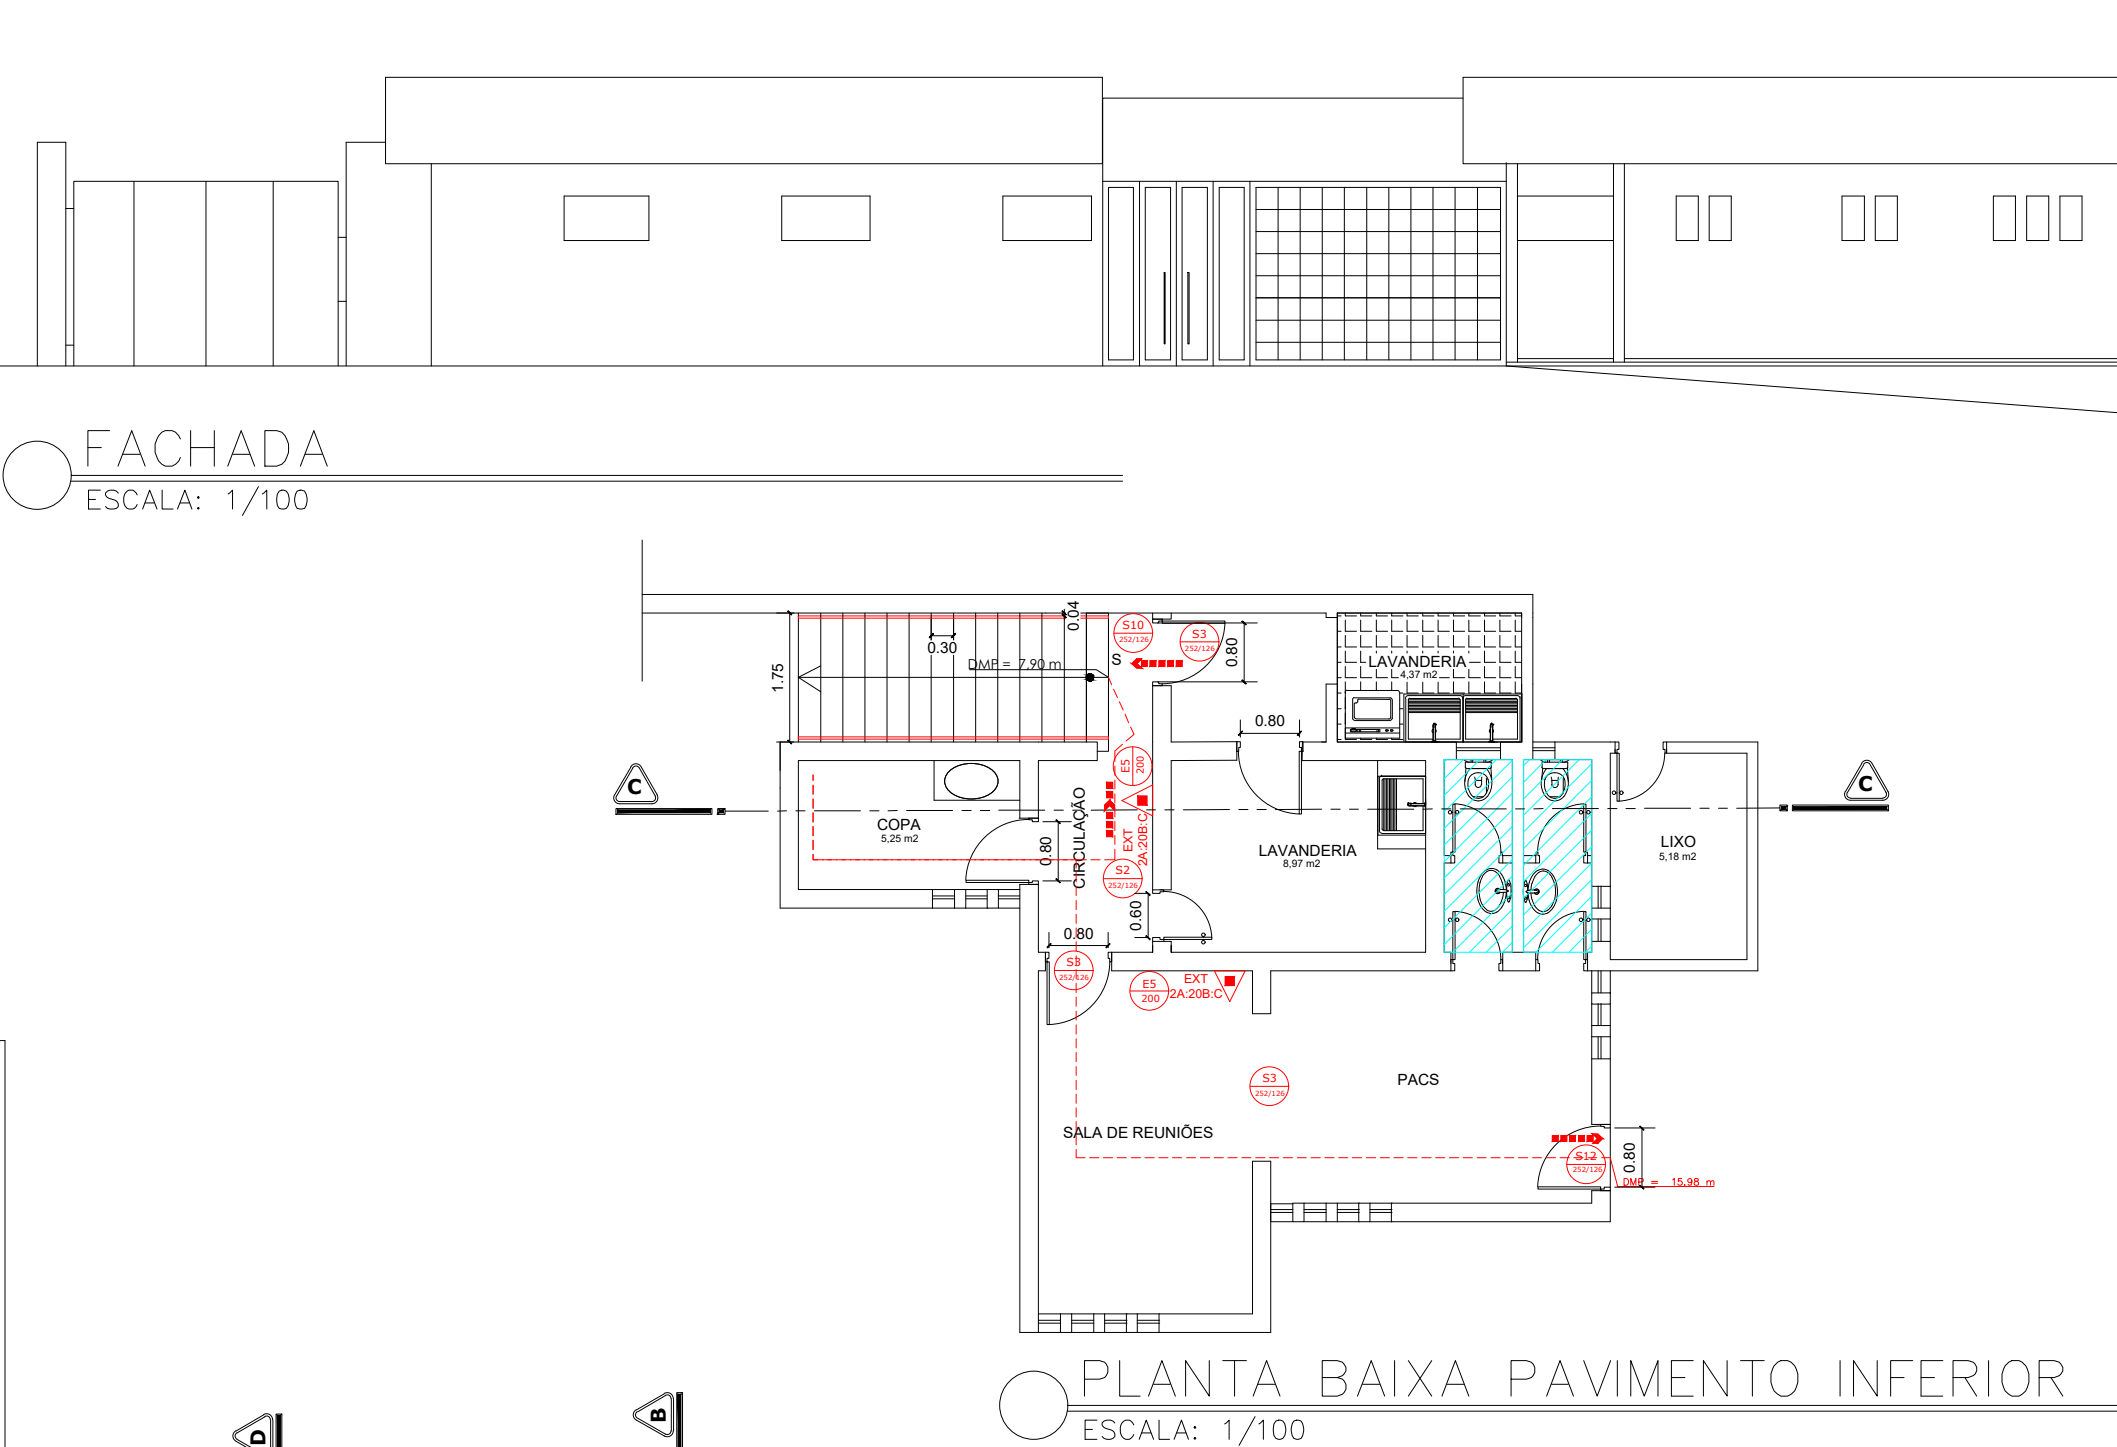 FACHADA
ESCALA: 1/100
0.04
S10
252/126
S3
252/126
0.30
DMP = 7,90 m
S
0.80
LAVANDERIA
4,37 m2
1.75
0.80
E5
200
C
C
EXT
2A:20B:C
COPA
5,25 m2
0.80
CIRCULAÇÃO
LAVANDERIA
8,97 m2
LIXO
5,18 m2
S2
252/126
0.60
0.80
S3
252/126
E5
200
EXT
2A:20B:C
S3
252/126
PACS
SALA DE REUNIÕES
S12
252/126
0.80
DMP = 15,98 m
PLANTA BAIXA PAVIMENTO INFERIOR
ESCALA: 1/100
B
D